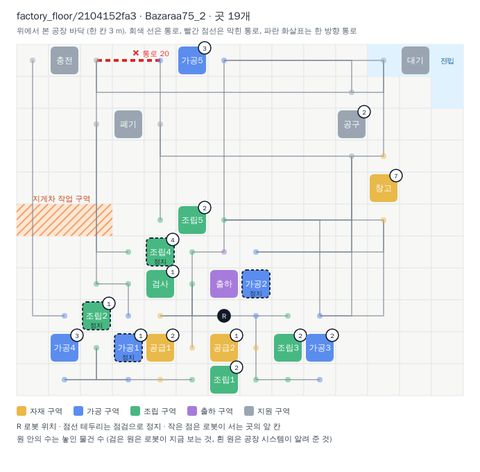 factory_floor/2104152fa3 · Bazaraa75_2 · 곳 19개
위에서 본 공장 바닥 (한 칸 3 m). 회색 선은 통로, 빨간 점선은 막힌 통로, 파란 화살표는 한 방향 통로
충전
✖ 통로 20
가공5
3
대기
전립
폐기
공구
2
창고
7
지게차 작업 구역
조립5
2
조립4
정지
4
검사
1
출하
가공2
정지
조립2
정지
1
R
가공4
3
가공1
정지
1
공급1
2
공급2
1
조립3
2
가공3
2
조립1
2
자재 구역
가공 구역
조립 구역
출하 구역
지원 구역
R 로봇 위치 · 점선 테두리는 점검으로 정지 · 작은 점은 로봇이 서는 곳의 앞 칸
원 안의 수는 놓인 물건 수 (검은 원은 로봇이 지금 보는 것, 흰 원은 공장 시스템이 알려 준 것)